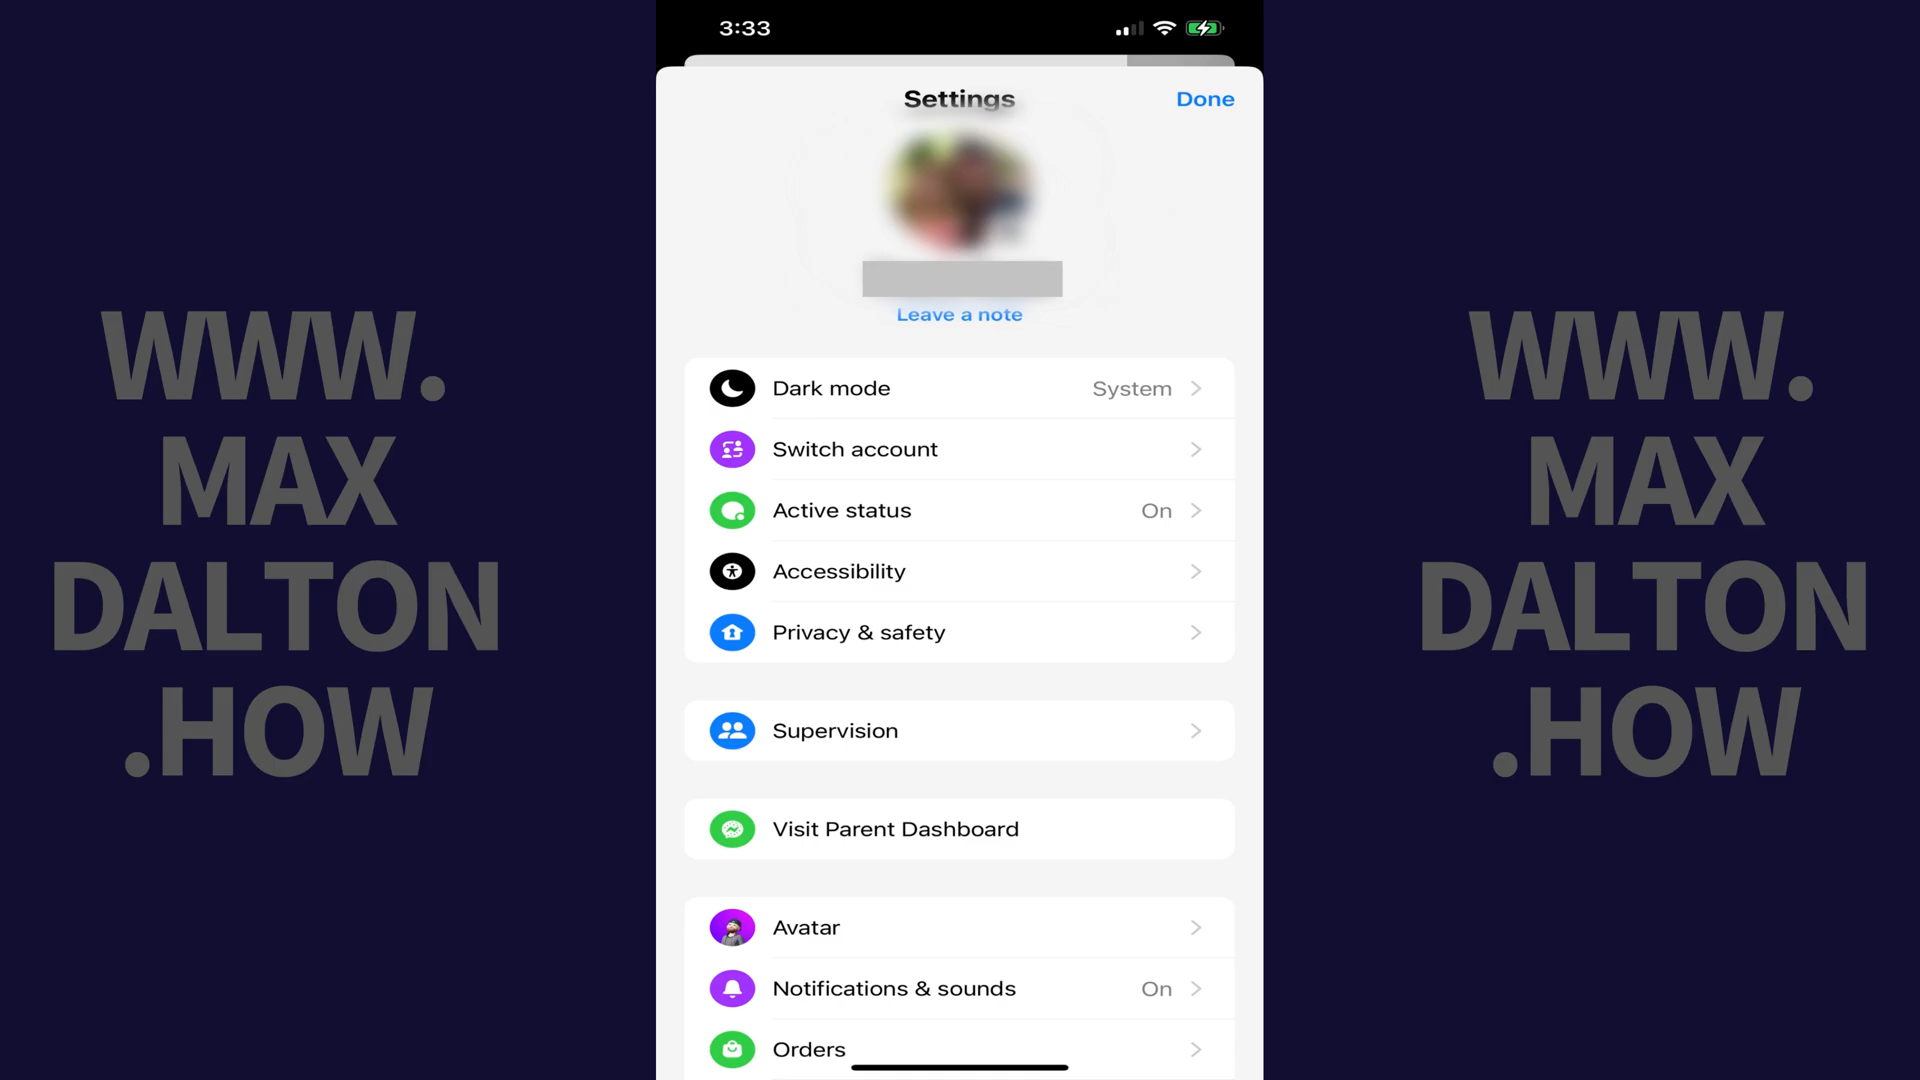 WWW.
MAX
DALTON
.HOW
3:33
Settings
Done
Leave a note
Dark mode
System
Switch account
Active status
On
Accessibility
Privacy & safety
Supervision
Visit Parent Dashboard
Avatar
Notifications & sounds
On
Orders
WWW.
MAX
DALTON
.HOW